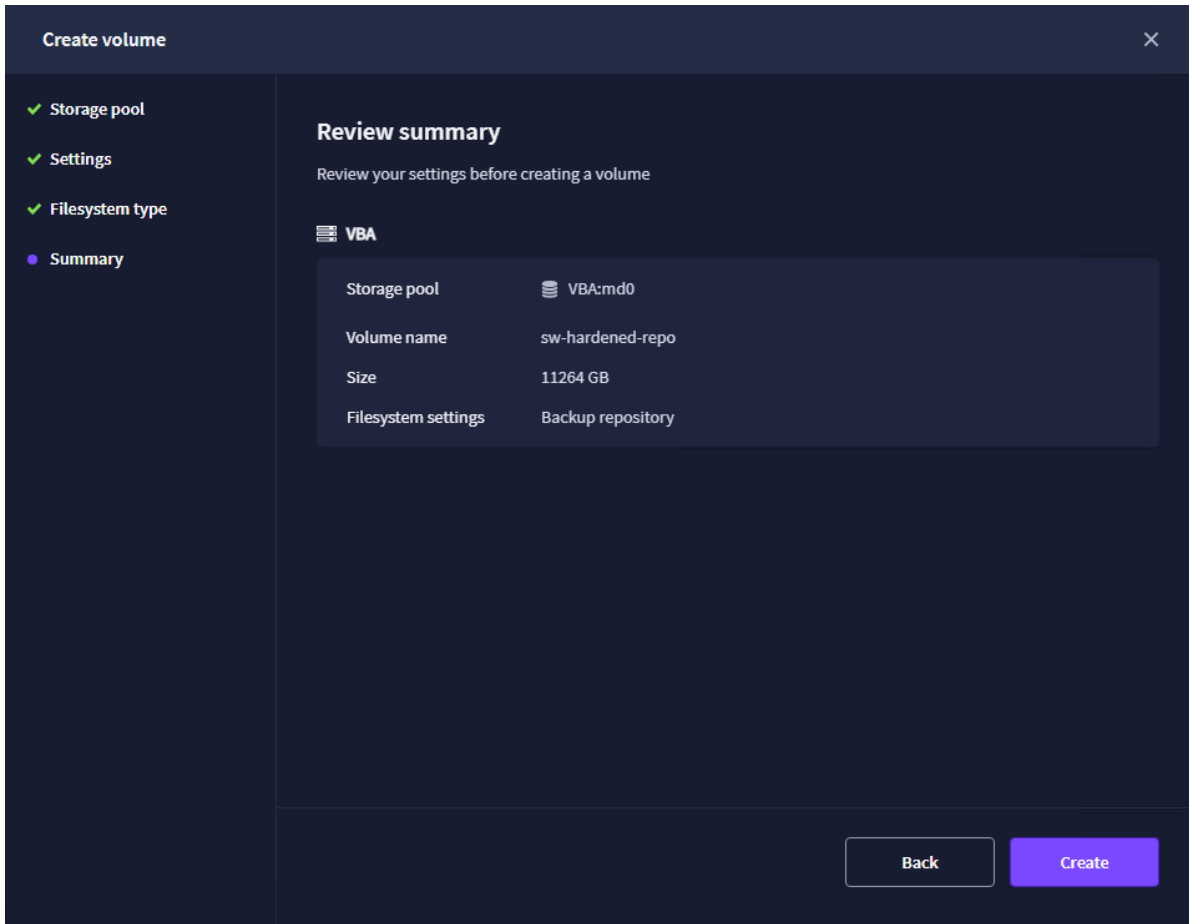 Create volume
Storage pool
Settings
Filesystem type
Summary
Review summary
Review your settings before creating a volume
VBA
Storage pool VBA:md0
Volume name sw-hardened-repo
Size 11264 GB
Filesystem settings Backup repository
Back Create